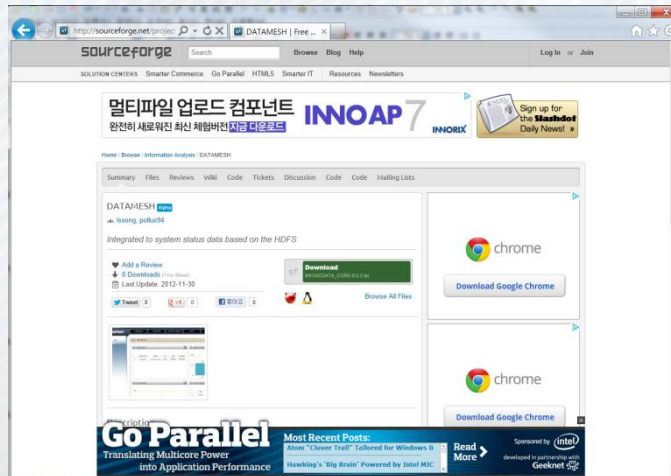 http://sourceforge.net/projec
DATAMESH | Free ...
sourceforge
Search
Browse Blog Help
Log In or Join
SOLUTION CENTERS Smarter Commerce Go Parallel HTML5 Smarter IT Resources Newsletters
멀티파일 업로드 컴포넌트
완전히 새로워진 최신 체험버전 지금 다운로드
INNOAP 7
INNORIX
Sign up for
the Slashdot
Daily News! »
Home / Browse / Information Analysis / DATAMESH
Summary Files Reviews Wiki Code Tickets Discussion Code Code Mailing Lists
DATAMESH Alpha
issong, pollux94
Integrated to system status data based on the HDFS
Add a Review
8 Downloads (This Week)
Last Update: 2012-11-30
Download
Browse All Files
Tweet 0
+1 0
좋아요 0
chrome
Download Google Chrome
chrome
Download Google Chrome
Description
Go Parallel
Translating Multicore Power
into Application Performance
Most Recent Posts:
Atom "Clover Trail" Tailored for Windows 8
Hawking's 'Big Brain' Powered by Intel MIC
Read
More
Sponsored by intel
developed in partnership with
Geeknet